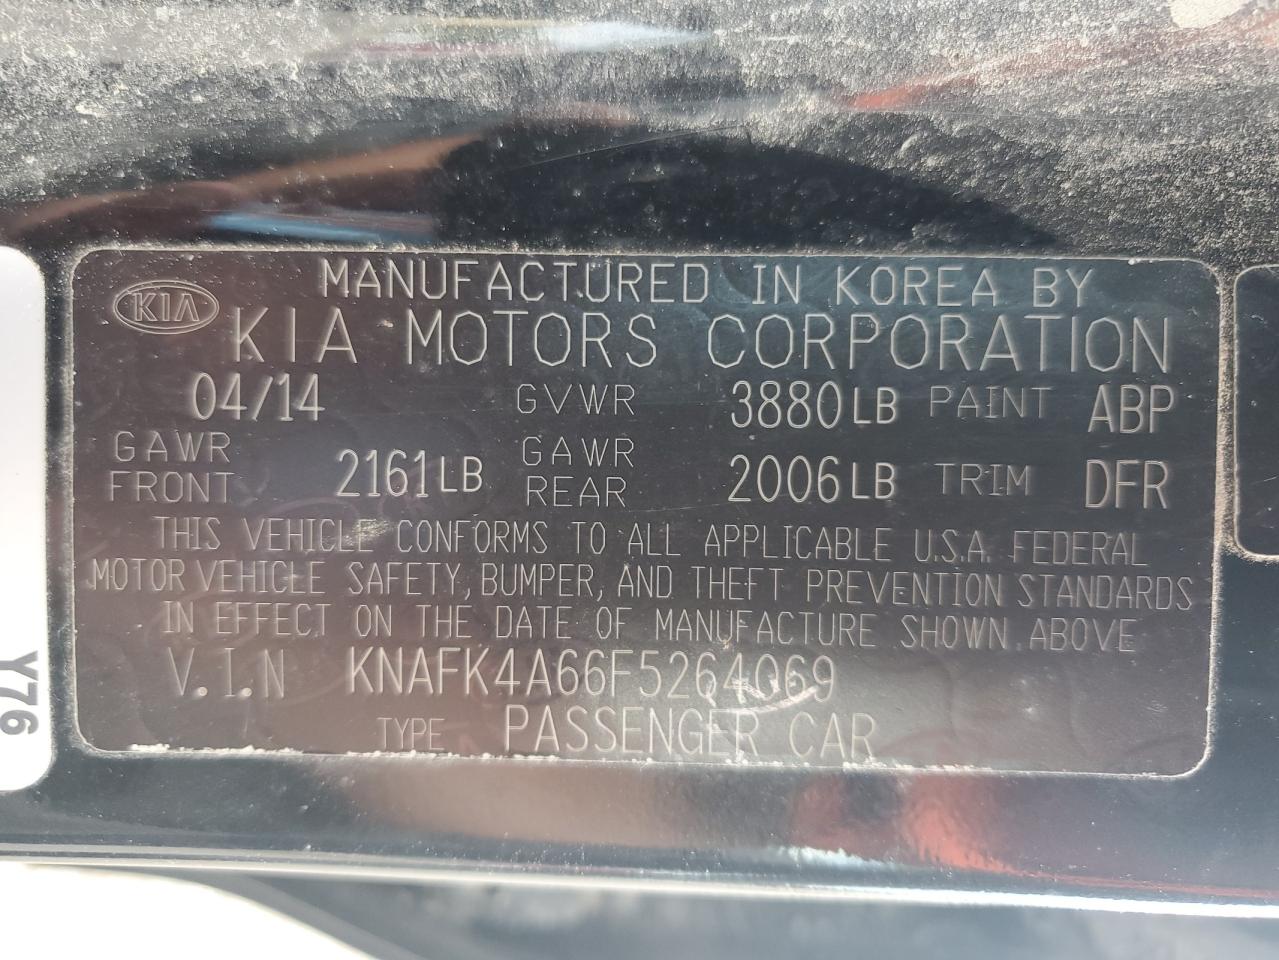 MANUFACTURED IN KOREA BY
KIA
KIA MOTORS CORPORATION
04/14 GVWR 3880LB PAINT ABP
GAWR FRONT 2161LB GAWR REAR 2006LB TRIM DFR
THIS VEHICLE CONFORMS TO ALL APPLICABLE U.S.A. FEDERAL
MOTOR VEHICLE SAFETY, BUMPER, AND THEFT PREVENTION STANDARDS
IN EFFECT ON THE DATE OF MANUFACTURE SHOWN ABOVE
V.I.N KNAFK4A66F5264069
TYPE PASSENGER CAR
Y76